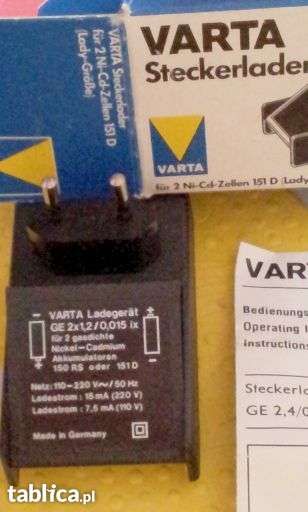 VARTA Steckerlader
für 2 Ni-Cd-Zellen 151 D
(Lady-Größe)
VARTA
Steckerlader
VARTA
für 2 Ni-Cd-Zellen 151 D (Lady
VARTA Ladegerät
GE 2x1,2/0,015 ix
für 2 gasdichte
Nickel-Cadmium
Akkumulatoren
150 RS oder 151 D
Netz: 110-220 V~/50 Hz
Ladestrom: 15 mA (220 V)
Ladestrom: 7,5 mA (110 V)
Made in Germany
VAR
Bedienungs
Operating I
Instructions
Steckerla
GE 2,4/0
tablica.pl